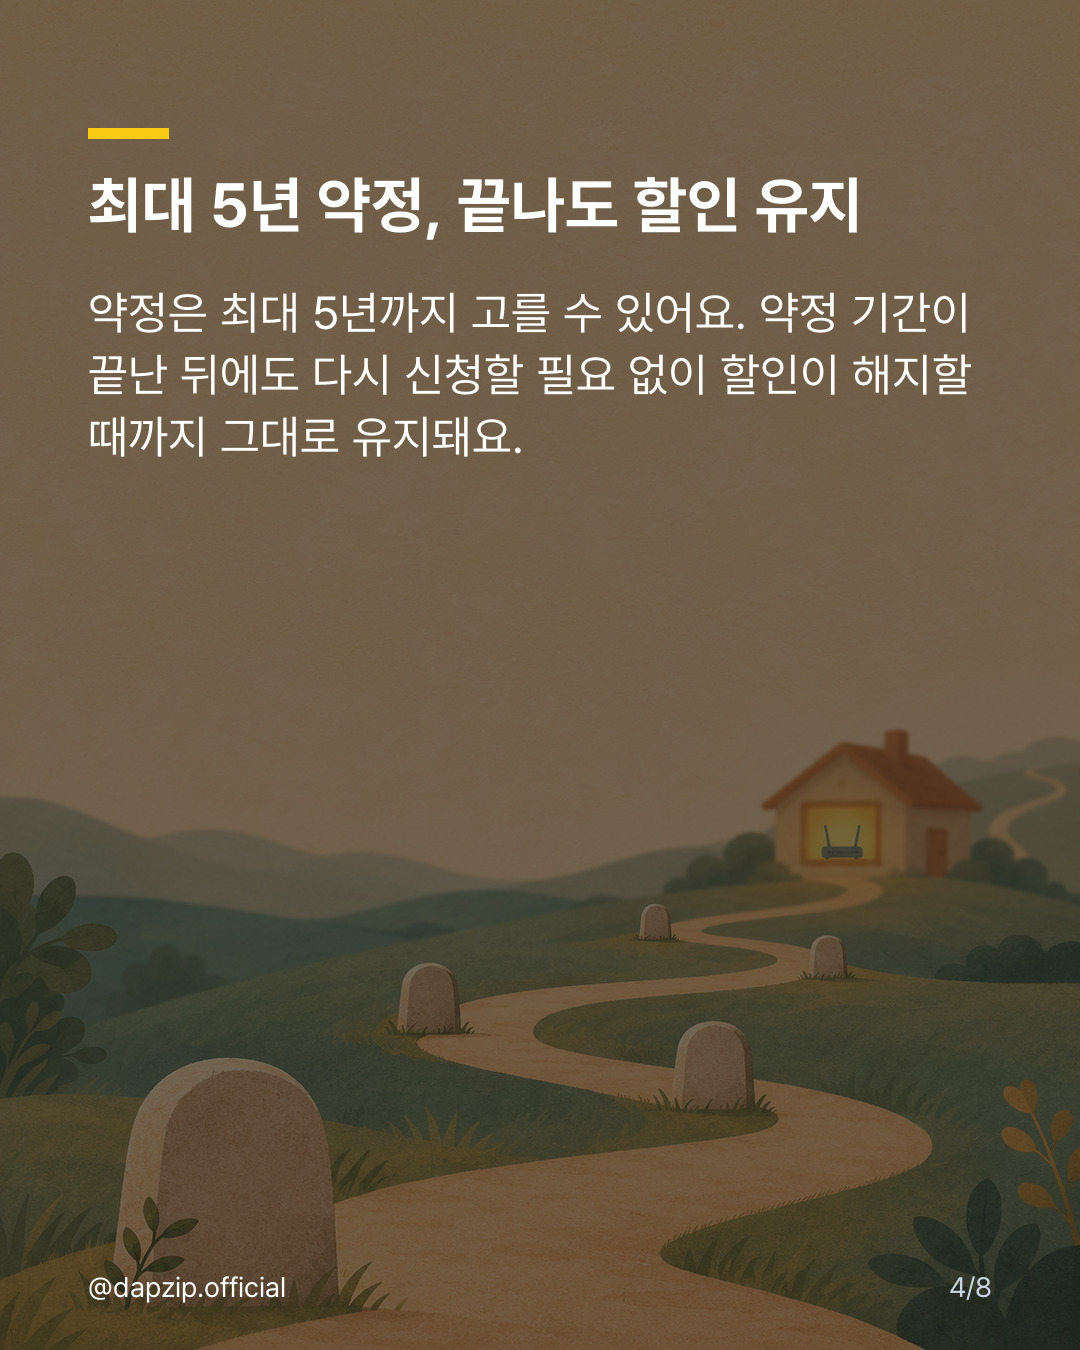 최대 5년 약정, 끝나도 할인 유지
약정은 최대 5년까지 고를 수 있어요. 약정 기간이
끝난 뒤에도 다시 신청할 필요 없이 할인이 해지할
때까지 그대로 유지돼요.
@dapzip.official
4/8